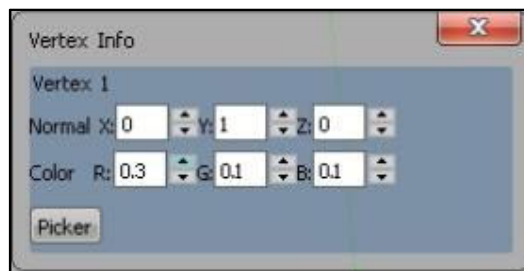 Vertex Info
Vertex 1
Normal X: 0 Y: 1 Z: 0
Color R: 0.3 G: 0.1 B: 0.1
Picker